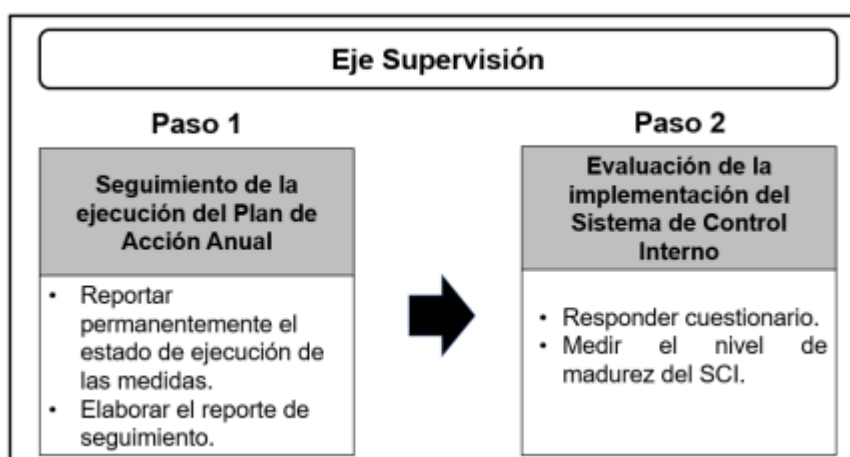 Eje Supervisión
Paso 1
Seguimiento de la
ejecución del Plan de
Acción Anual
• Reportar
permanentemente el
estado de ejecución de
las medidas.
• Elaborar el reporte de
seguimiento.
Paso 2
Evaluación de la
implementación del
Sistema de Control
Interno
• Responder cuestionario.
• Medir el nivel de
madurez del SCI.